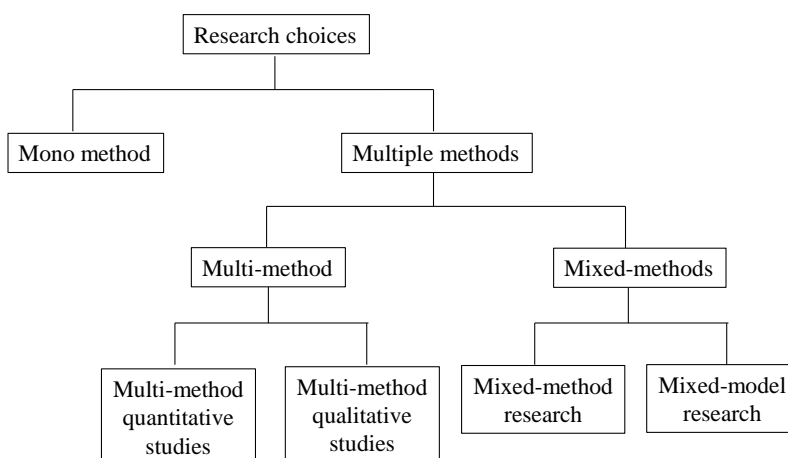 Research choices
Mono method
Multiple methods
Multi-method
Mixed-methods
Multi-method
quantitative
studies
Multi-method
qualitative
studies
Mixed-method
research
Mixed-model
research